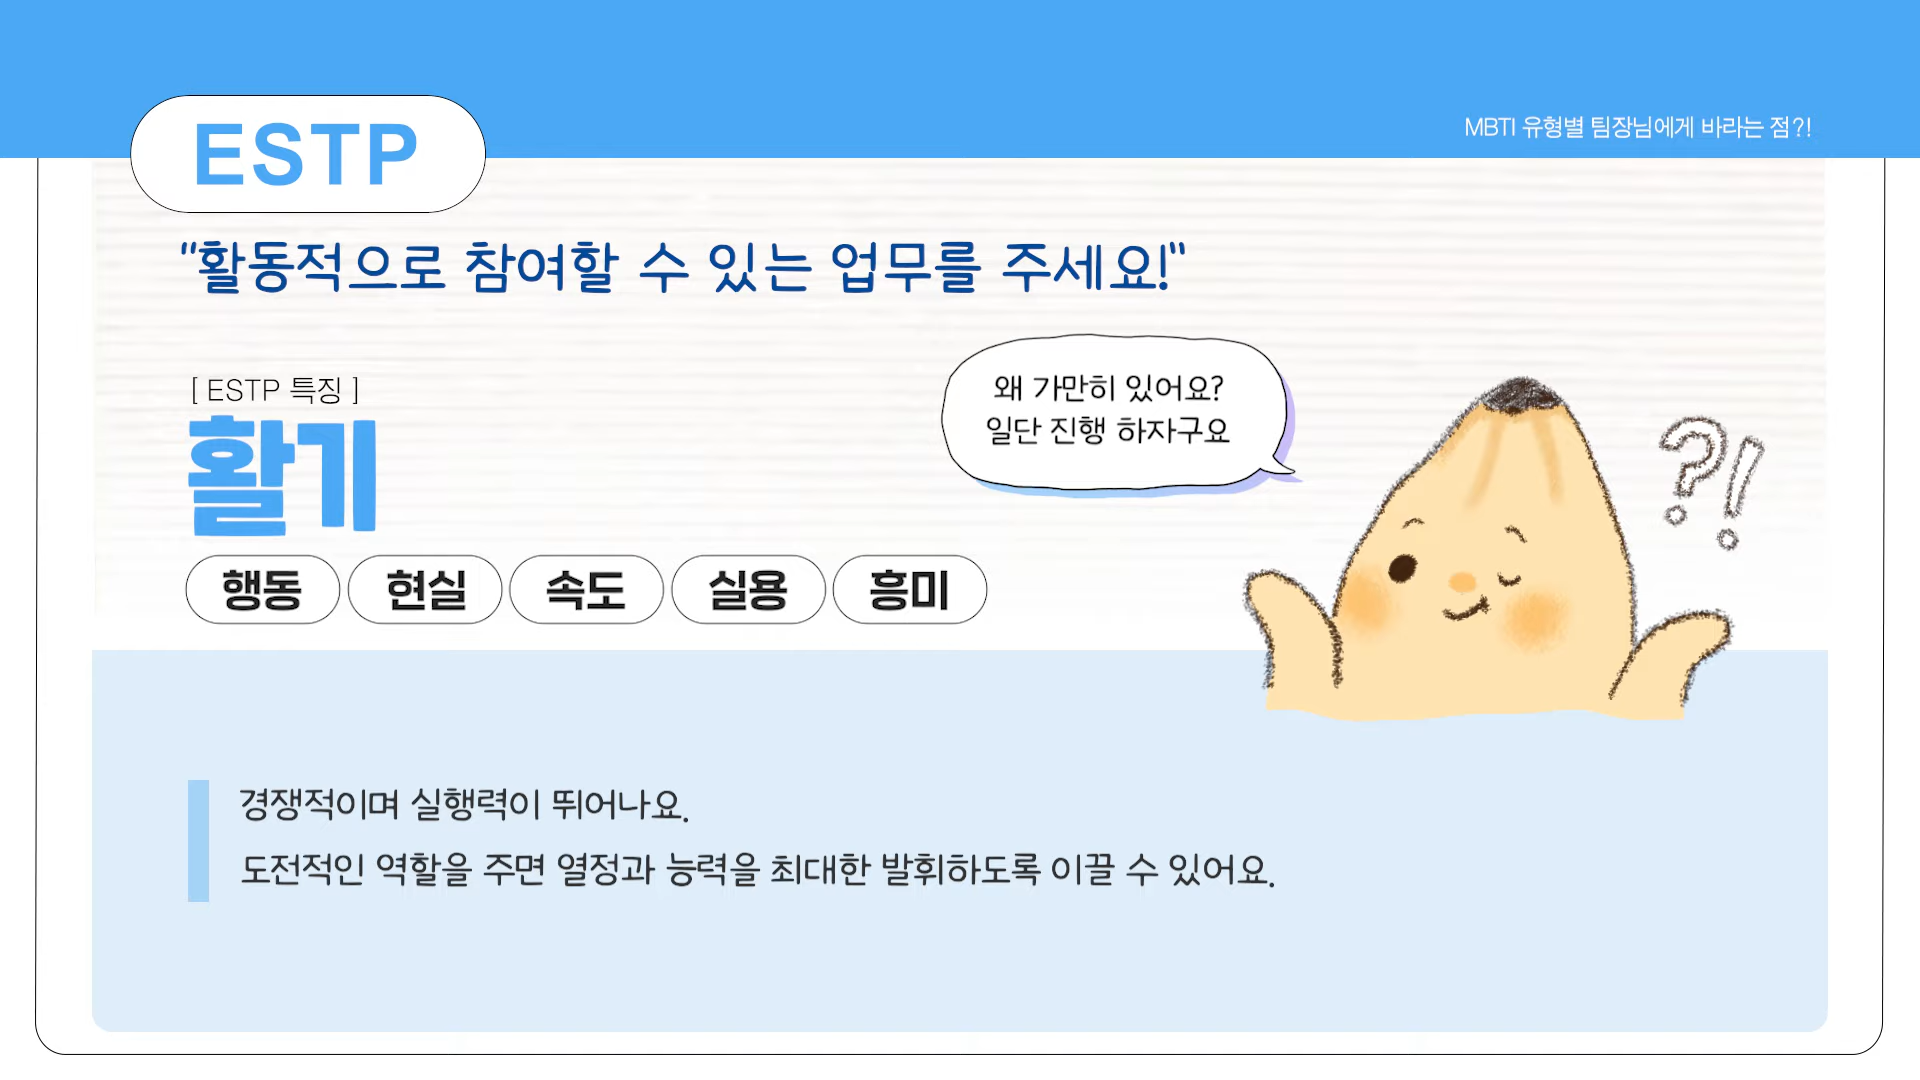 ESTP
MBTI 유형별 팀장님에게 바라는 점?!
"활동적으로 참여할 수 있는 업무를 주세요!"
[ ESTP 특징 ]
활기
왜 가만히 있어요?
일단 진행 하자구요
?!
행동 현실 속도 실용 흥미
경쟁적이며 실행력이 뛰어나요.
도전적인 역할을 주면 열정과 능력을 최대한 발휘하도록 이끌 수 있어요.